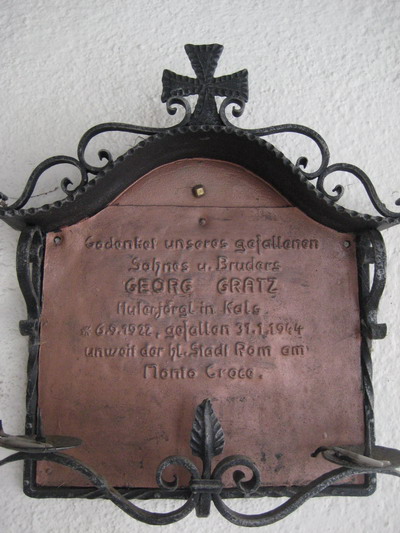 Gedenket unseres gefallenen
Sohnes u. Bruders
GEORG GRATZ
Huterjörgl in Kals
* 6.9.1922, gefallen 31.1.1944
unweit der hl. Stadt Rom am
Monte Croce.